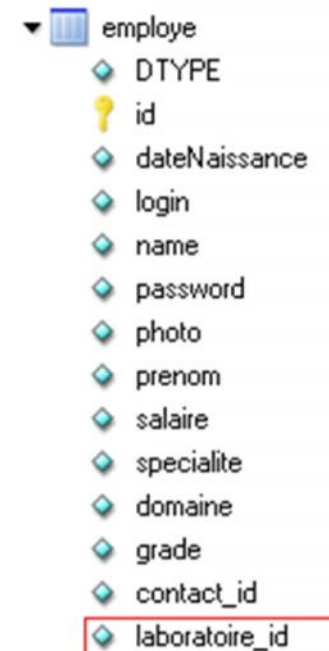 employe
DTYPE
id
dateNaissance
login
name
password
photo
prenom
salaire
specialite
domaine
grade
contact_id
laboratoire_id